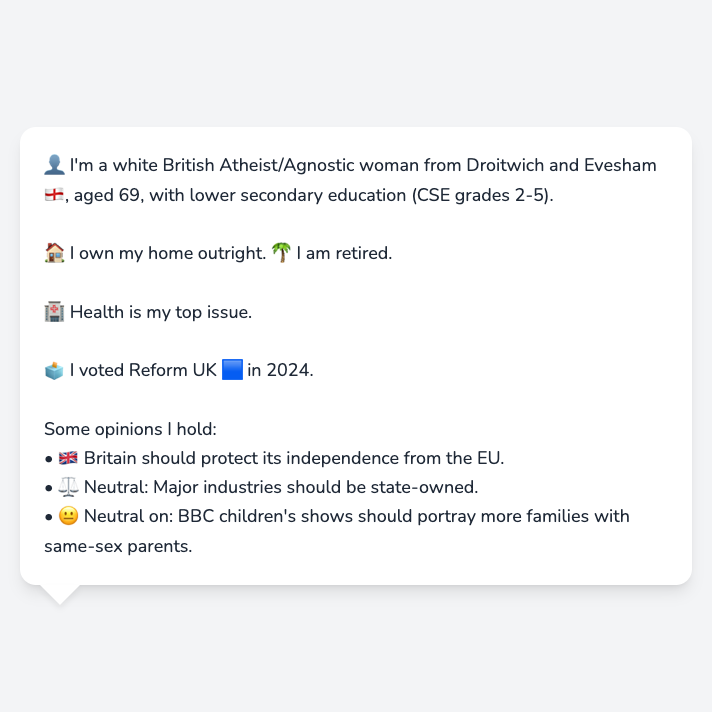 👤 I'm a white British Atheist/Agnostic woman from Droitwich and Evesham
🏴󠁧󠁢󠁥󠁮󠁧󠁿, aged 69, with lower secondary education (CSE grades 2-5).
🏠 I own my home outright. 🌴 I am retired.
🏥 Health is my top issue.
🗳️ I voted Reform UK 🟦 in 2024.
Some opinions I hold:
• 🇬🇧 Britain should protect its independence from the EU.
• ⚖️ Neutral: Major industries should be state-owned.
• 😐 Neutral on: BBC children's shows should portray more families with
same-sex parents.